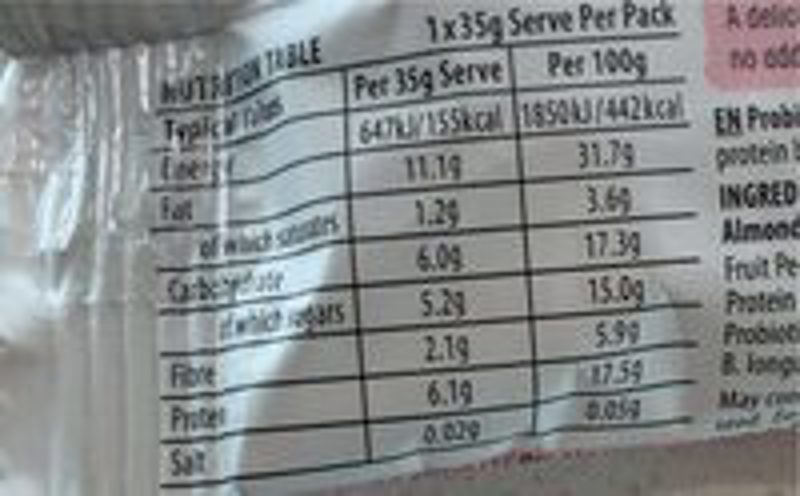 1x35g Serve Per Pack
NUTRITION TABLE
Typical Values Per 35g Serve Per 100g
Energy 647kJ/155kcal 1850kJ/442kcal
Fat 11.1g 31.7g
of which saturates 1.2g 3.6g
Carbohydrate 6.0g 17.3g
of which sugars 5.2g 15.0g
Fibre 2.1g 5.9g
Protein 6.1g 17.5g
Salt 0.02g 0.05g
A delic
no add
EN Probi
protein b
INGRED
Almond
Fruit Pe
Protein
Probiot
B. longu
May con